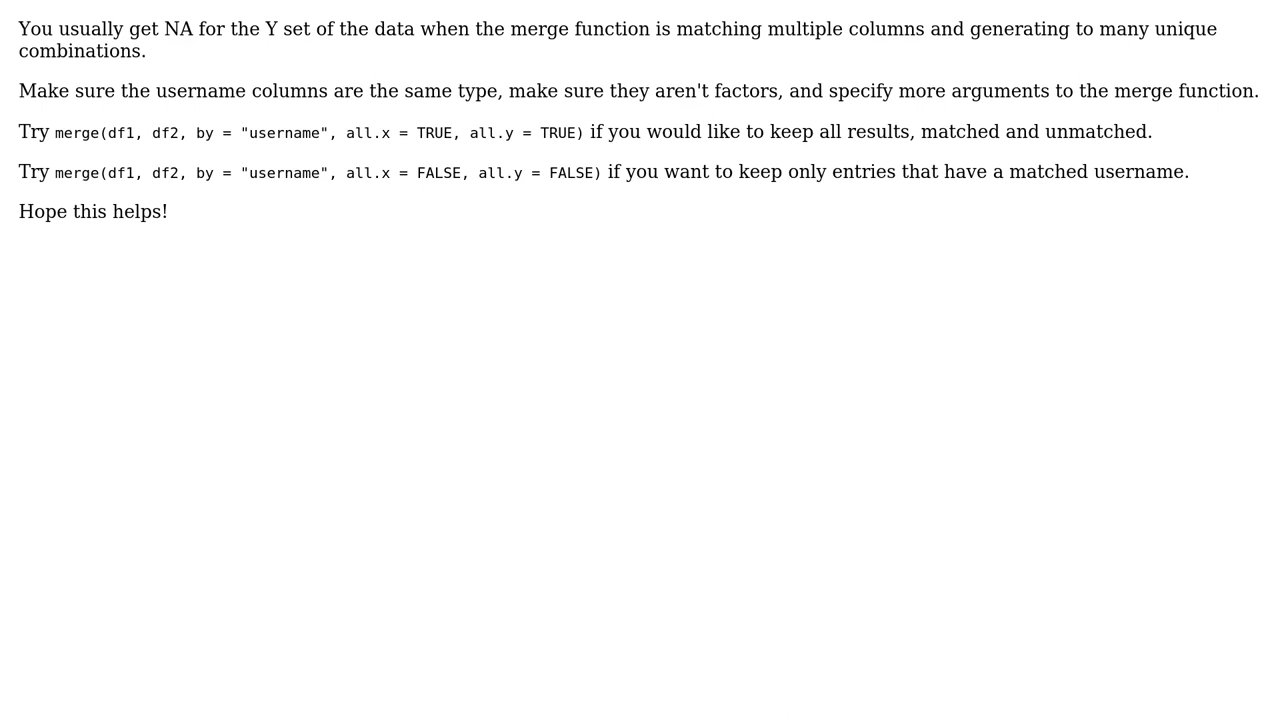 You usually get NA for the Y set of the data when the merge function is matching multiple columns and generating to many unique
combinations.
Make sure the username columns are the same type, make sure they aren't factors, and specify more arguments to the merge function.
Try merge(df1, df2, by = "username", all.x = TRUE, all.y = TRUE) if you would like to keep all results, matched and unmatched.
Try merge(df1, df2, by = "username", all.x = FALSE, all.y = FALSE) if you want to keep only entries that have a matched username.
Hope this helps!